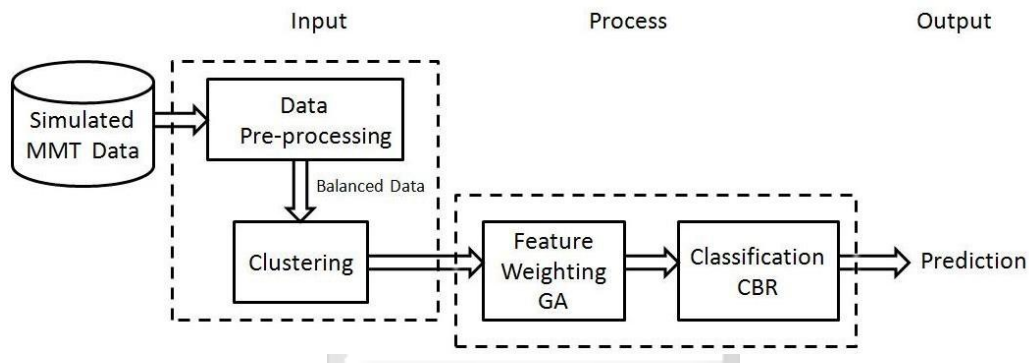 Input
Process
Output
Simulated
MMT Data
Data
Pre-processing
Balanced Data
Clustering
Feature
Weighting
GA
Classification
CBR
Prediction